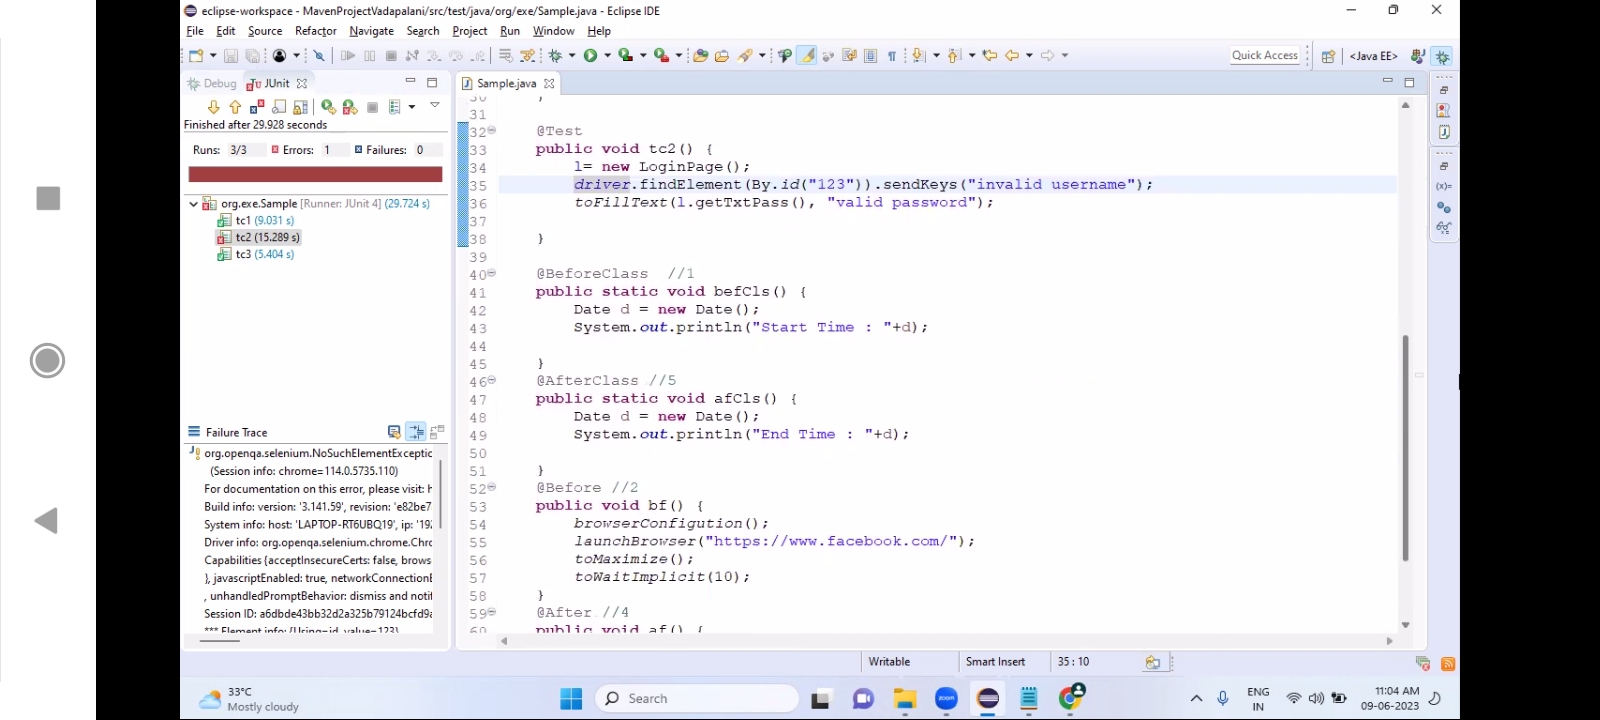 eclipse-workspace - MavenProjectVadapalani/src/test/java/org/exe/Sample.java - Eclipse IDE
File Edit Source Refactor Navigate Search Project Run Window Help
Quick Access
<Java EE>
Debug JUnit
Sample.java
Finished after 29.928 seconds
Runs: 3/3 Errors: 1 Failures: 0
org.exe.Sample [Runner: JUnit 4] (29.724 s)
tc1 (9.031 s)
tc2 (15.289 s)
tc3 (5.404 s)
Failure Trace
org.openqa.selenium.NoSuchElementExceptic
(Session info: chrome=114.0.5735.110)
For documentation on this error, please visit: h
Build info: version: '3.141.59', revision: 'e82be7
System info: host: 'LAPTOP-RT6UBQ19', ip: '192
Driver info: org.openqa.selenium.chrome.Chro
Capabilities {acceptInsecureCerts: false, brows
}, javascriptEnabled: true, networkConnectionE
, unhandledPromptBehavior: dismiss and notif
Session ID: a6dbde43bb32d2a325b79124bcfd9a
*** Element info: {Using=id, value=123}
30 }
31
32 @Test
33 public void tc2() {
34 l= new LoginPage();
35 driver.findElement(By.id("123")).sendKeys("invalid username");
36 toFillText(l.getTxtPass(), "valid password");
37
38 }
39
40 @BeforeClass //1
41 public static void befCls() {
42 Date d = new Date();
43 System.out.println("Start Time : "+d);
44
45 }
46 @AfterClass //5
47 public static void afCls() {
48 Date d = new Date();
49 System.out.println("End Time : "+d);
50
51 }
52 @Before //2
53 public void bf() {
54 browserConfigution();
55 launchBrowser("https://www.facebook.com/");
56 toMaximize();
57 toWaitImplicit(10);
58 }
59 @After //4
60 public void af() {
Writable Smart Insert 35 : 10
33°C
Mostly cloudy
Search
zoom
ENG
IN
11:04 AM
09-06-2023